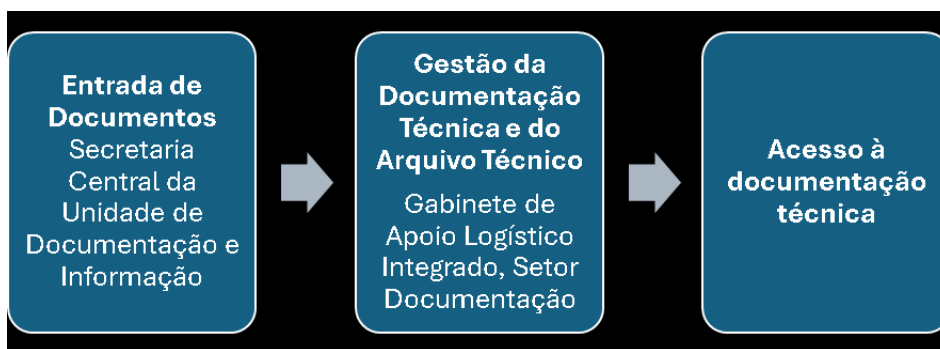 Entrada de
Documentos
Secretaria
Central da
Unidade de
Documentação e
Informação
Gestão da
Documentação
Técnica e do
Arquivo Técnico
Gabinete de
Apoio Logístico
Integrado, Setor
Documentação
Acesso à
documentação
técnica